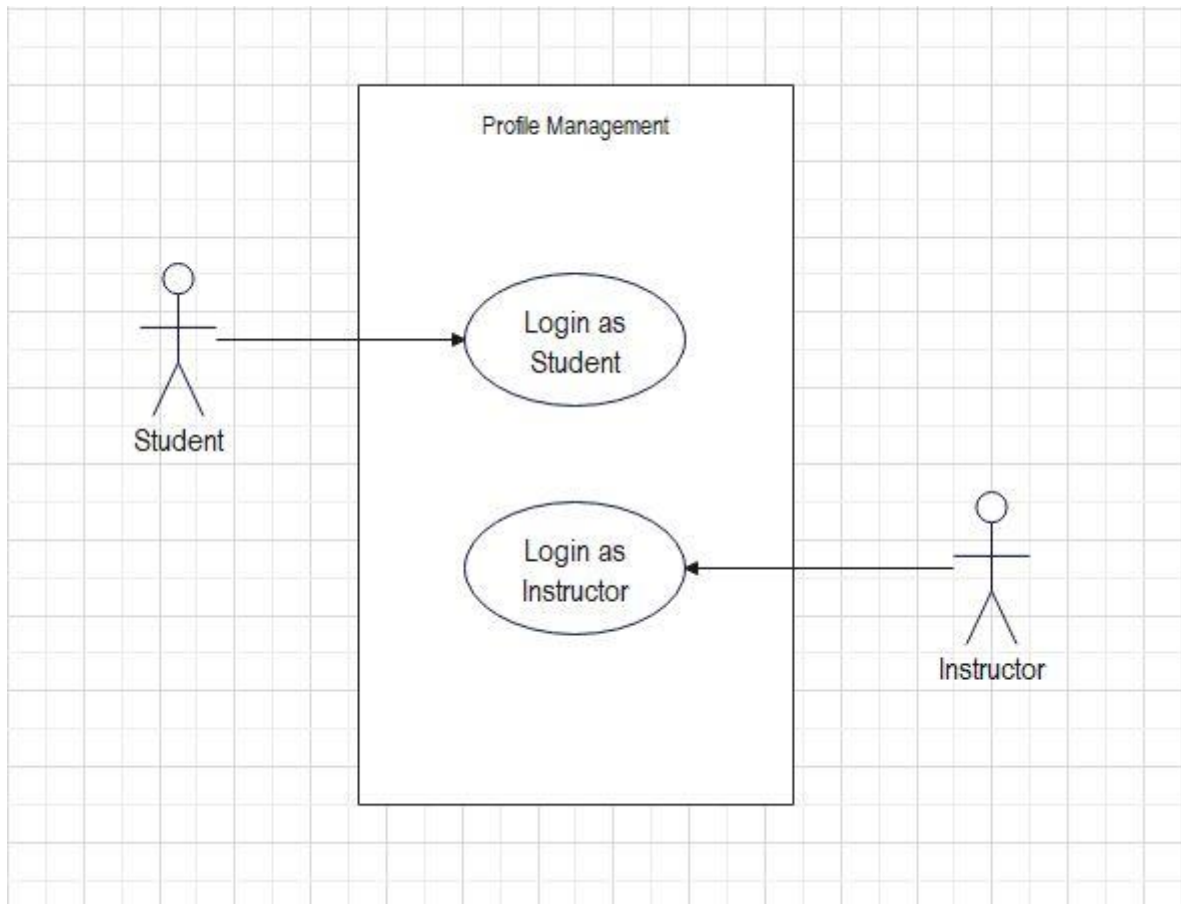 Profile Management
Login as
Student
Student
Login as
Instructor
Instructor